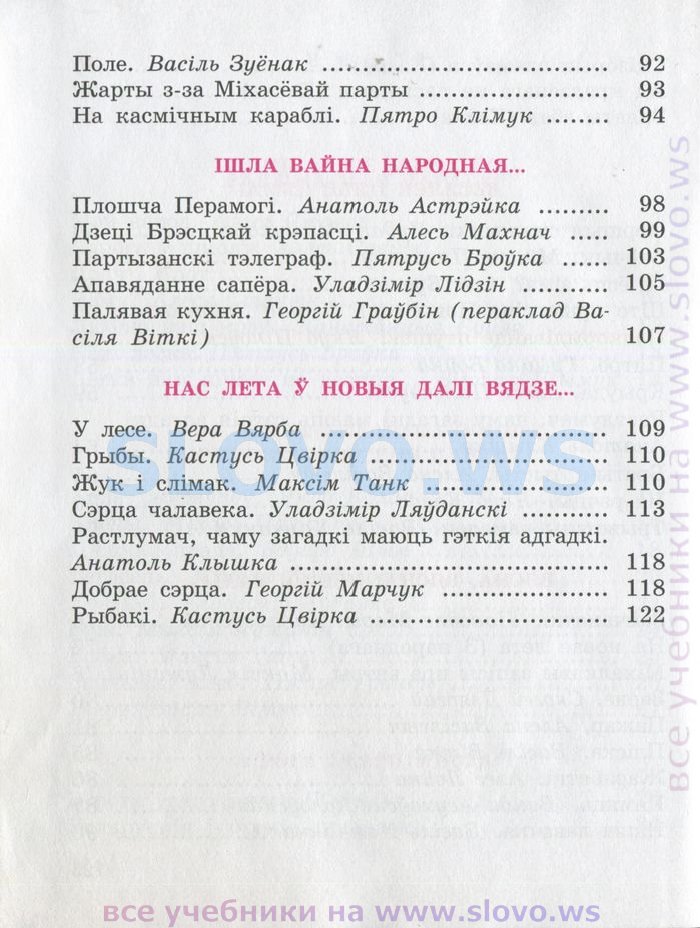 Поле. Васіль Зуёнак .............................. 92
Жарты з-за Міхасёвай парты .................... 93
На касмічным караблі. Пятро Клімук ........ 94
ІШЛА ВАЙНА НАРОДНАЯ...
Плошча Перамогі. Анатоль Астрэйка ......... 98
Дзеці Брэсцкай крэпасці. Алесь Махнач ..... 99
Партызанскі тэлеграф. Пятрусь Броўка ...... 103
Апавяданне сапёра. Уладзімір Лідзін ......... 105
Палявая кухня. Георгій Граўбін (пераклад Ва-
сіля Віткі) 107
НАС ЛЕТА Ў НОВЫЯ ДАЛІ ВЯДЗЕ...
У лесе. Вера Вярба .............................. 109
Грыбы. Кастусь Цвірка .......................... 110
Жук і слімак. Максім Танк ................... 110
Сэрца чалавека. Уладзімір Ляўданскі ........... 113
Растлумач, чаму загадкі маюць гэткія адгадкі.
Анатоль Клышка ................................. 118
Добрае сэрца. Георгій Марчук ................ 118
Рыбакі. Кастусь Цвірка ......................... 122
slovo.ws
все учебники на www.slovo.ws
все учебники на www.slovo.ws